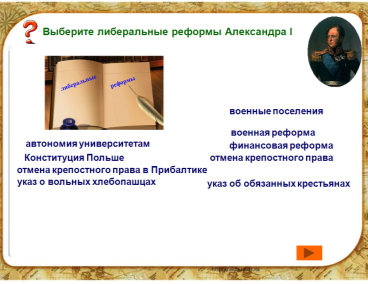 Выберите либеральные реформы Александра I
либеральные реформы
военные поселения
военная реформа
автономия университетам
финансовая реформа
Конституция Польше
отмена крепостного права
отмена крепостного права в Прибалтике
указ о вольных хлебопашцах
указ об обязанных крестьянах